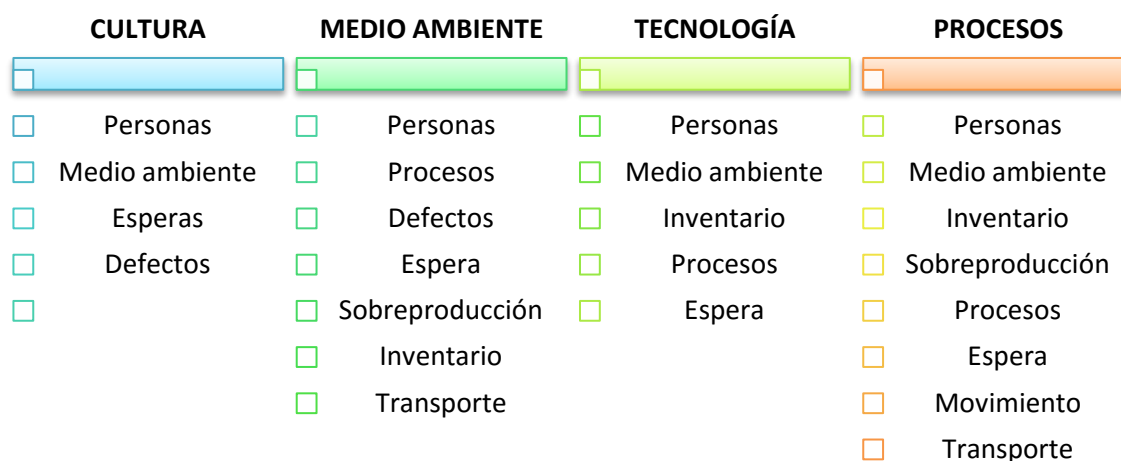 CULTURA
Personas
Medio ambiente
Esperas
Defectos
MEDIO AMBIENTE
Personas
Procesos
Defectos
Espera
Sobreproducción
Inventario
Transporte
TECNOLOGÍA
Personas
Medio ambiente
Inventario
Procesos
Espera
PROCESOS
Personas
Medio ambiente
Inventario
Sobreproducción
Procesos
Espera
Movimiento
Transporte